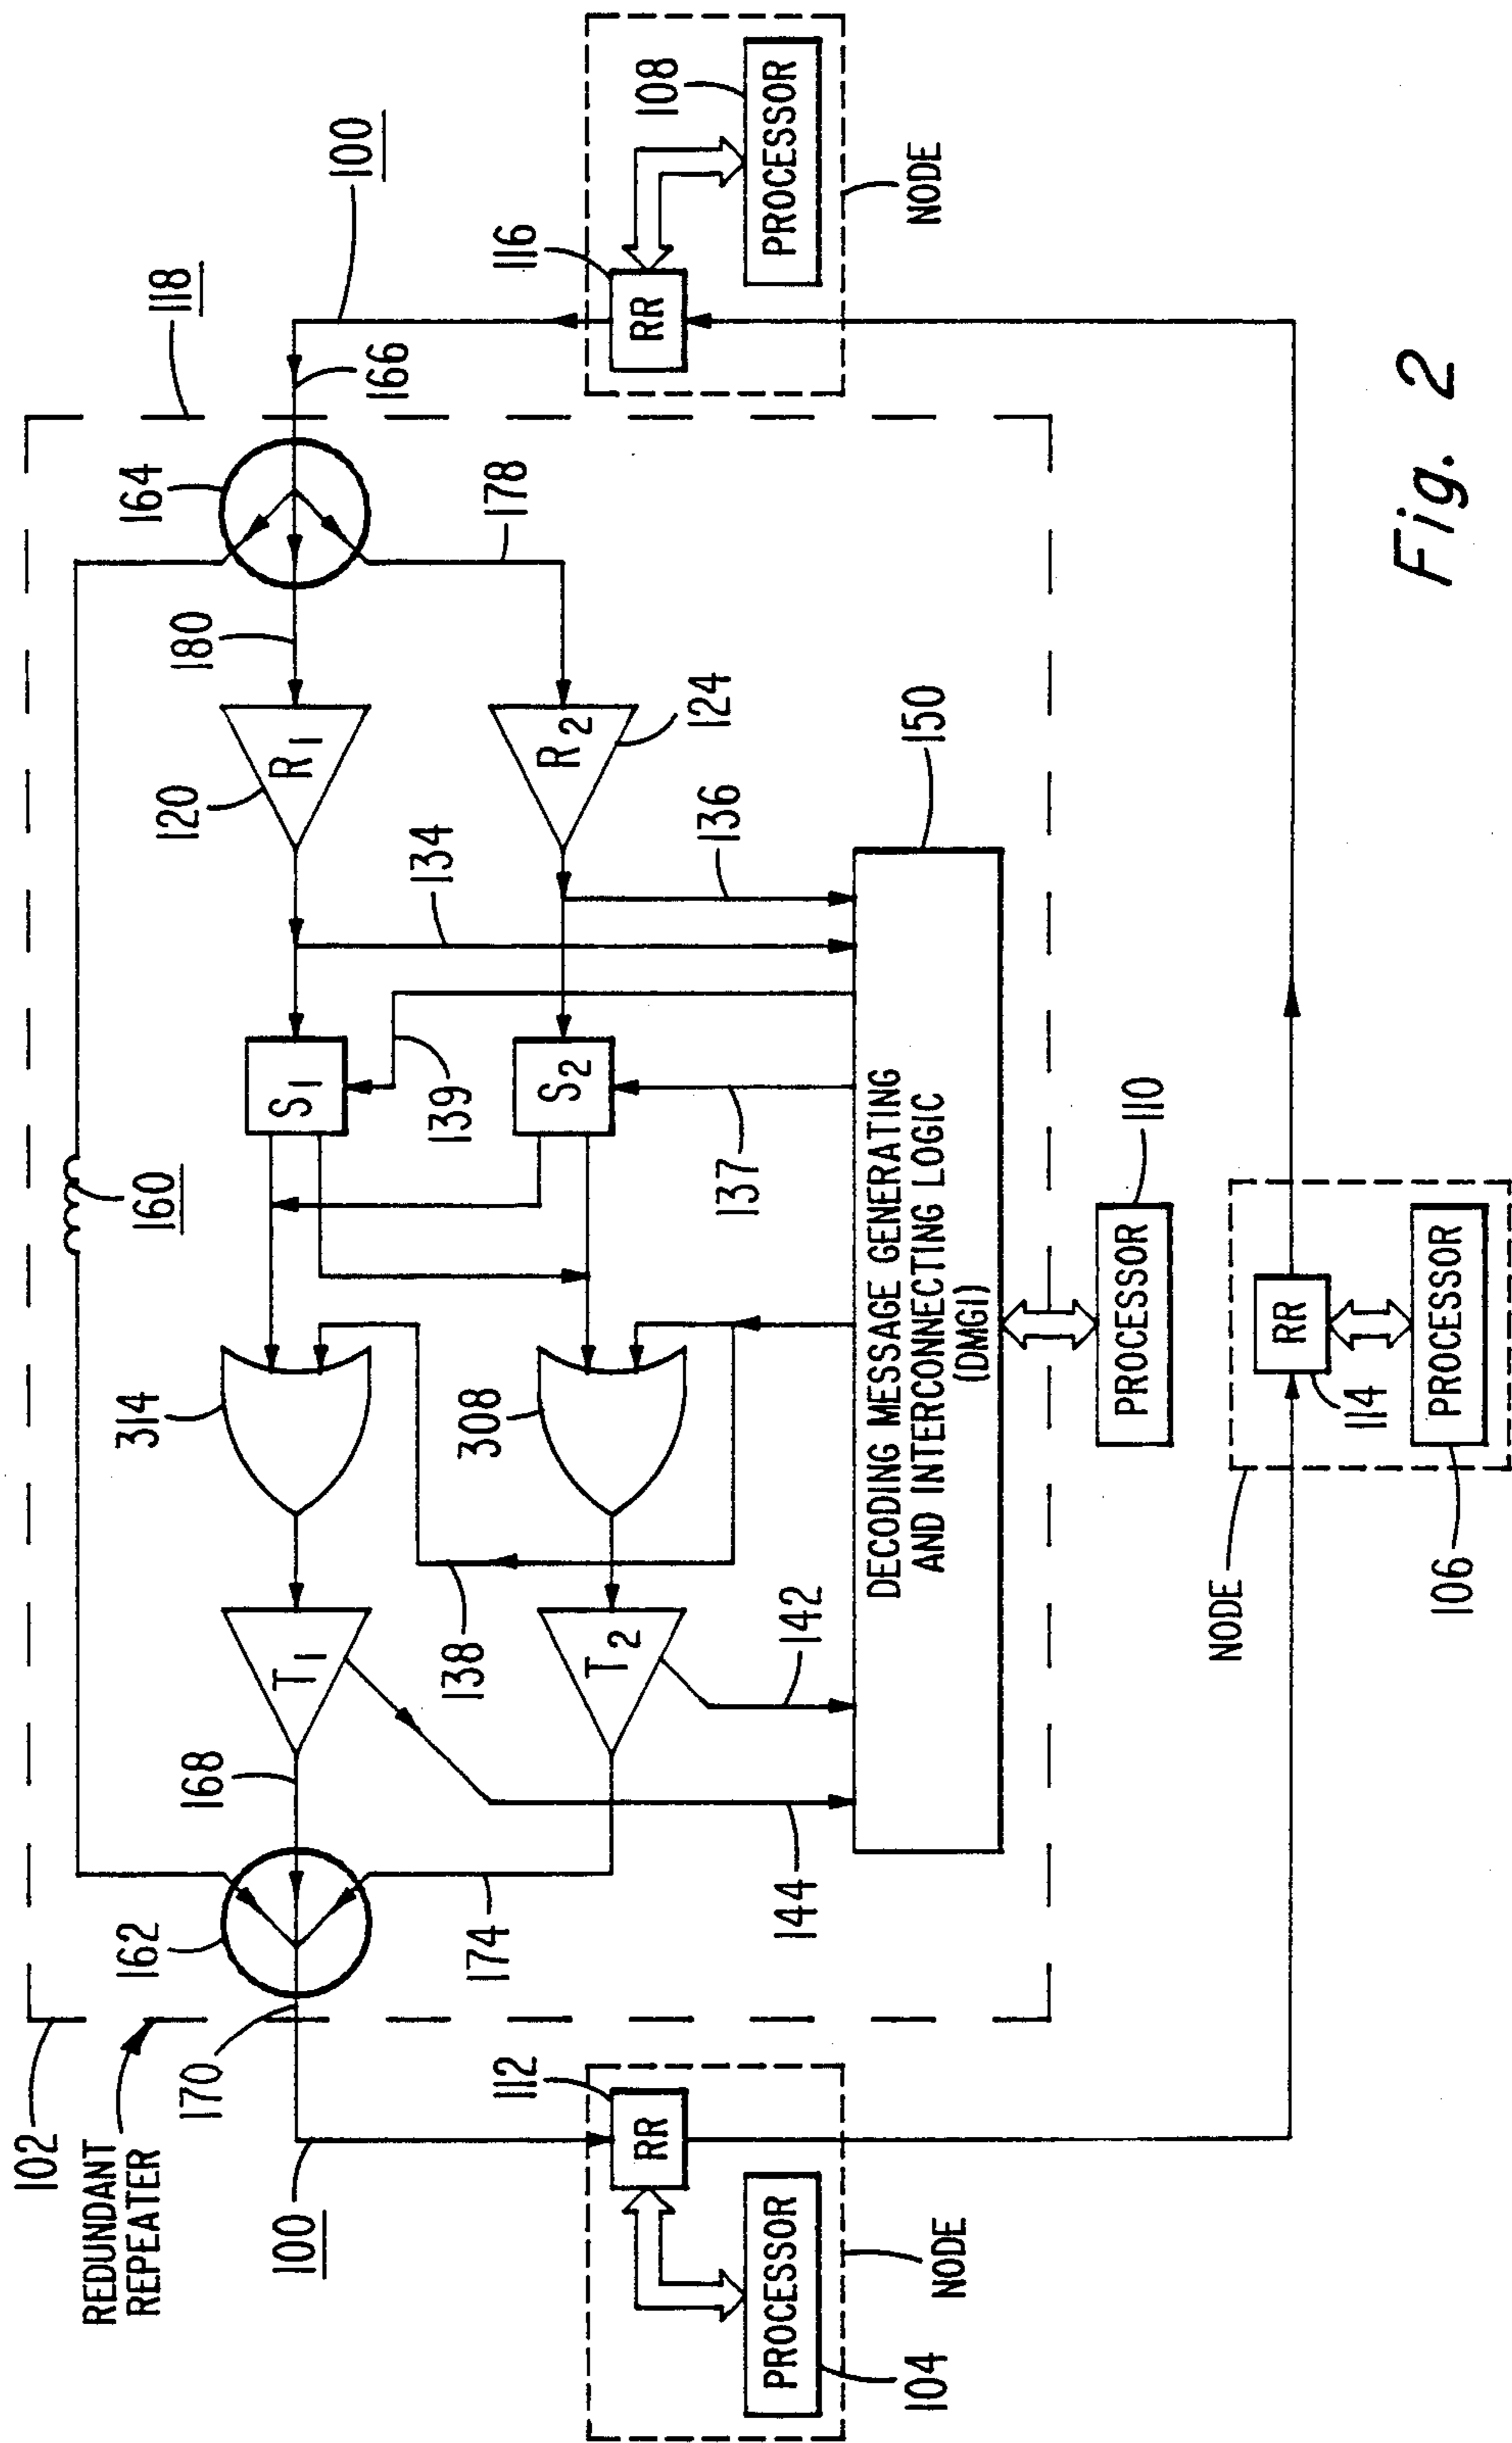 102
REDUNDANT
REPEATER
170
162
168
160
164
118
100
166
116
108
PROCESSOR
NODE
314
120
180
178
T1
S1
R1
134
139
138
308
124
T2
S2
R2
136
137
142
144
174
150
DECODING MESSAGE GENERATING
AND INTERCONNECTING LOGIC
(DMGI)
100
112
RR
PROCESSOR
104
NODE
PROCESSOR
110
RR
NODE
RR
114
PROCESSOR
106
Fig. 2